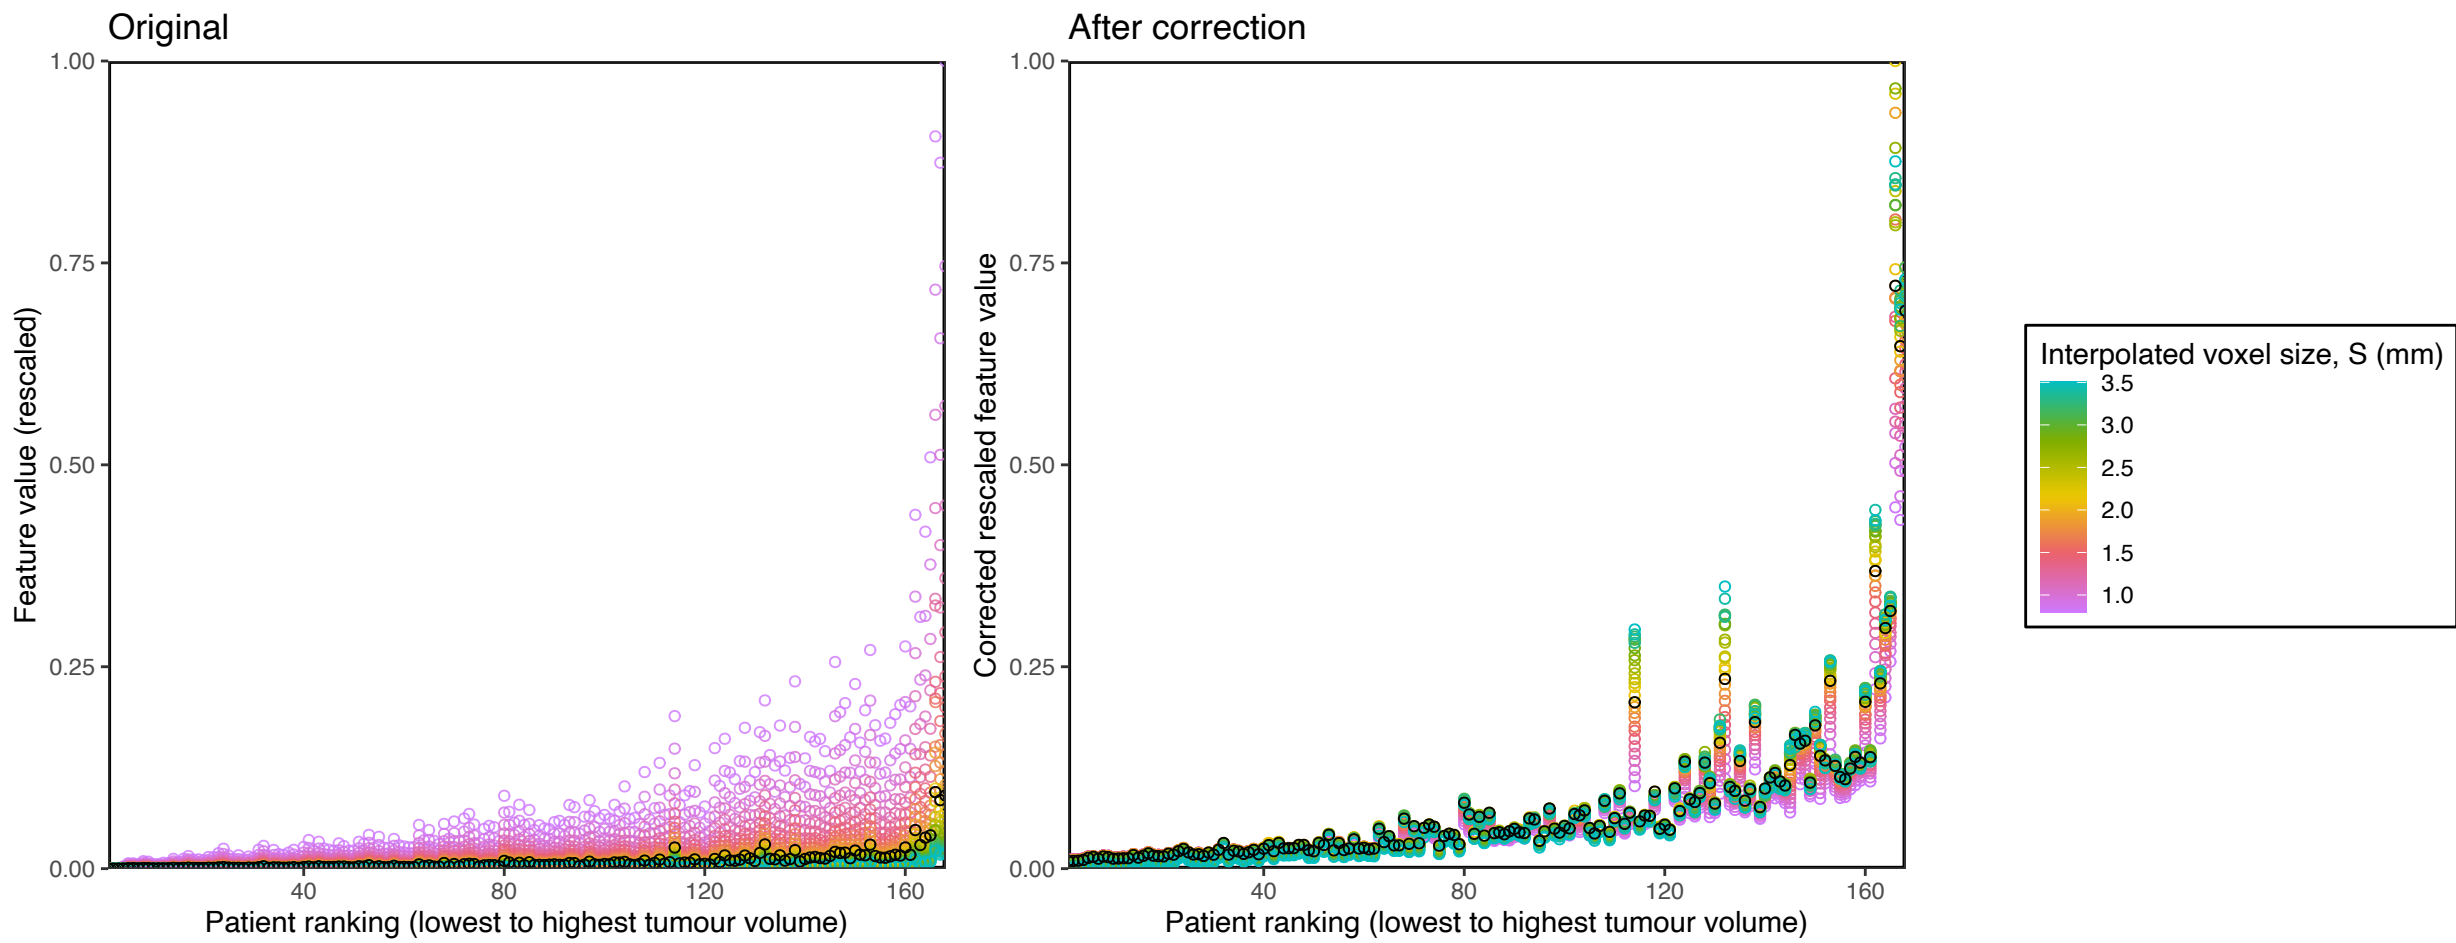 Original
1.00
0.75
0.50
0.25
0.00
Feature value (rescaled)
40 80 120 160
Patient ranking (lowest to highest tumour volume)
After correction
1.00
0.75
0.50
0.25
0.00
Corrected rescaled feature value
40 80 120 160
Patient ranking (lowest to highest tumour volume)
Interpolated voxel size, S (mm)
3.5
3.0
2.5
2.0
1.5
1.0